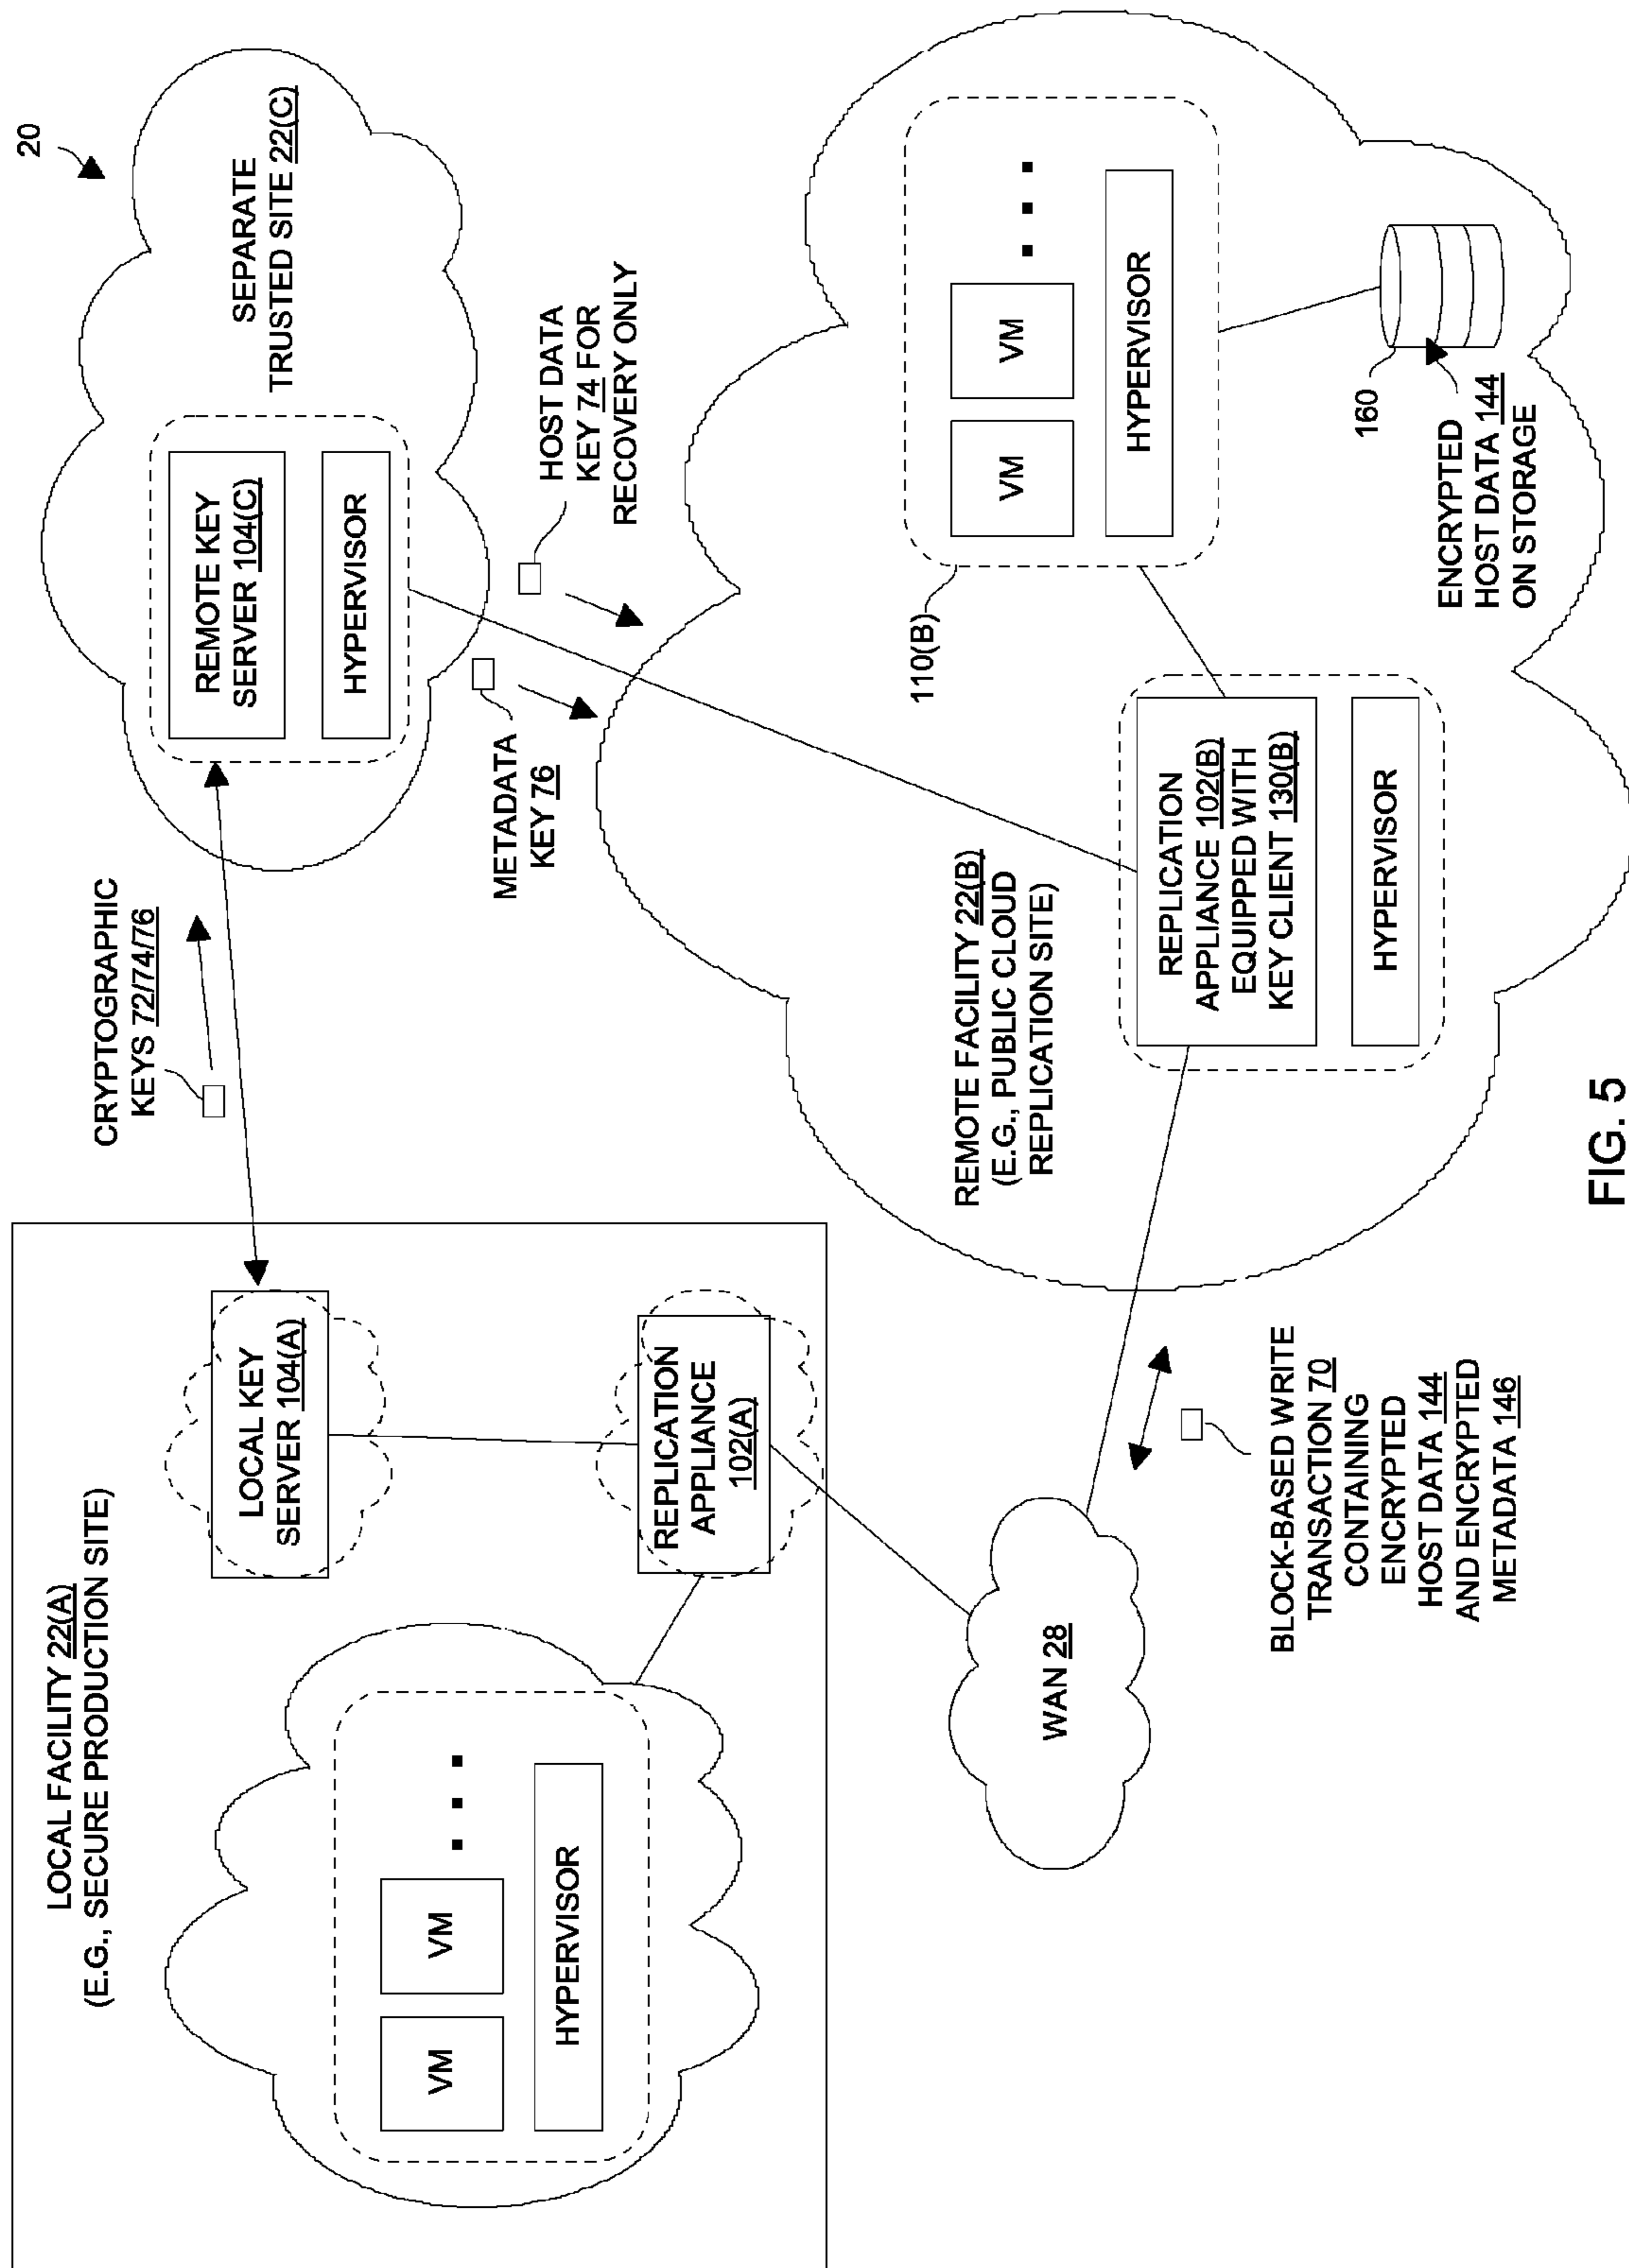 20
LOCAL FACILITY 22(A)
(E.G., SECURE PRODUCTION SITE)
VM
VM
HYPERVISOR
LOCAL KEY
SERVER 104(A)
REPLICATION
APPLIANCE
102(A)
CRYPTOGRAPHIC
KEYS 72/74/76
SEPARATE
TRUSTED SITE 22(C)
REMOTE KEY
SERVER 104(C)
HYPERVISOR
METADATA
KEY 76
HOST DATA
KEY 74 FOR
RECOVERY ONLY
WAN 28
BLOCK-BASED WRITE
TRANSACTION 70
CONTAINING
ENCRYPTED
HOST DATA 144
AND ENCRYPTED
METADATA 146
REMOTE FACILITY 22(B)
(E.G., PUBLIC CLOUD
REPLICATION SITE)
REPLICATION
APPLIANCE 102(B)
EQUIPPED WITH
KEY CLIENT 130(B)
HYPERVISOR
110(B)
VM
VM
HYPERVISOR
160
ENCRYPTED
HOST DATA 144
ON STORAGE
FIG. 5